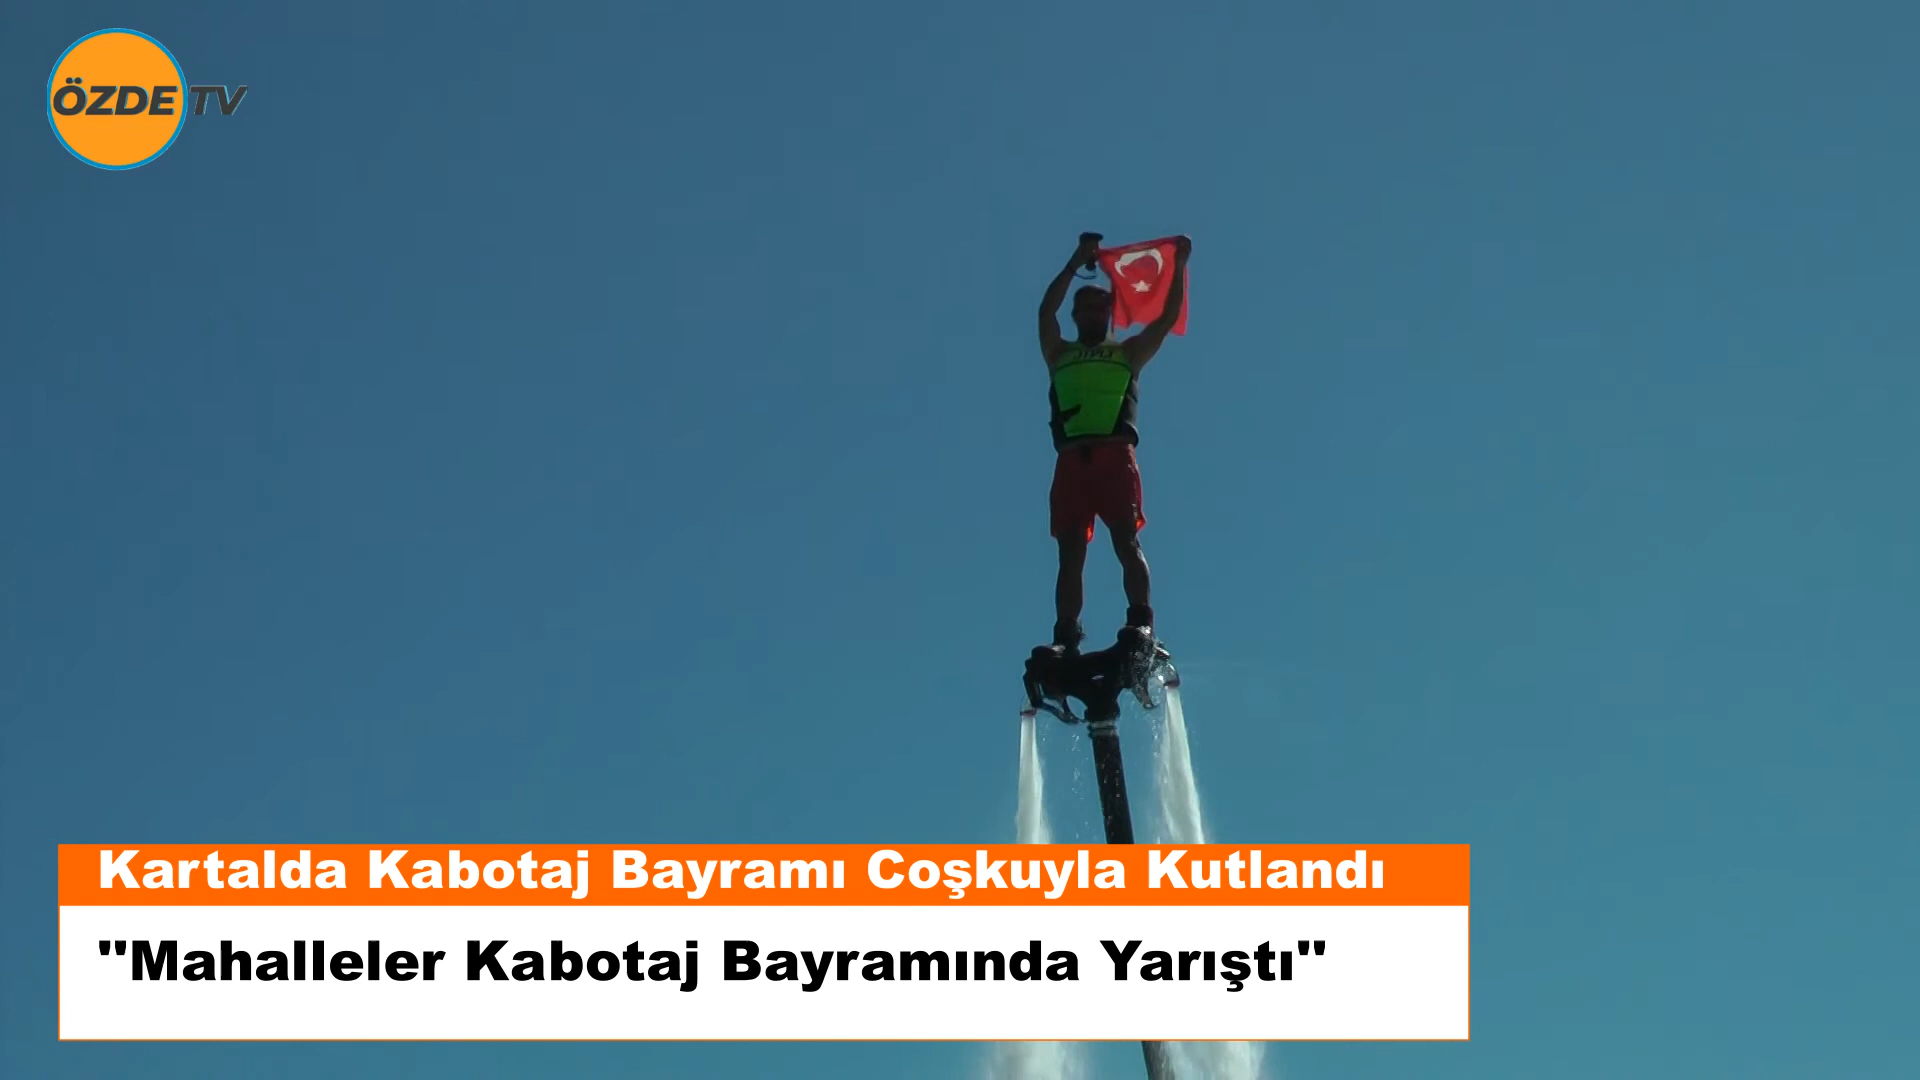 ÖZDE TV
Kartalda Kabotaj Bayramı Coşkuyla Kutlandı
"Mahalleler Kabotaj Bayramında Yarıştı"